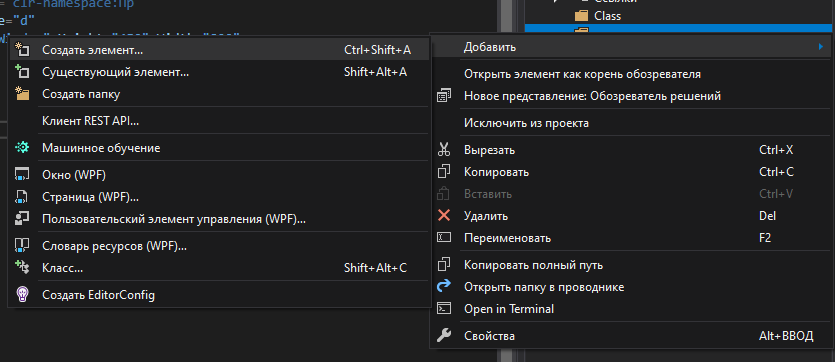 clr-namespace:Пр
e="d"
Ссылки
Class
Создать элемент... Ctrl+Shift+A
Существующий элемент... Shift+Alt+A
Создать папку
Клиент REST API...
Машинное обучение
Окно (WPF)
Страница (WPF)...
Пользовательский элемент управления (WPF)...
Словарь ресурсов (WPF)...
Класс... Shift+Alt+C
Создать EditorConfig
Добавить
Открыть элемент как корень обозревателя
Новое представление: Обозреватель решений
Исключить из проекта
Вырезать Ctrl+X
Копировать Ctrl+C
Вставить Ctrl+V
Удалить Del
Переименовать F2
Копировать полный путь
Открыть папку в проводнике
Open in Terminal
Свойства Alt+ВВОД